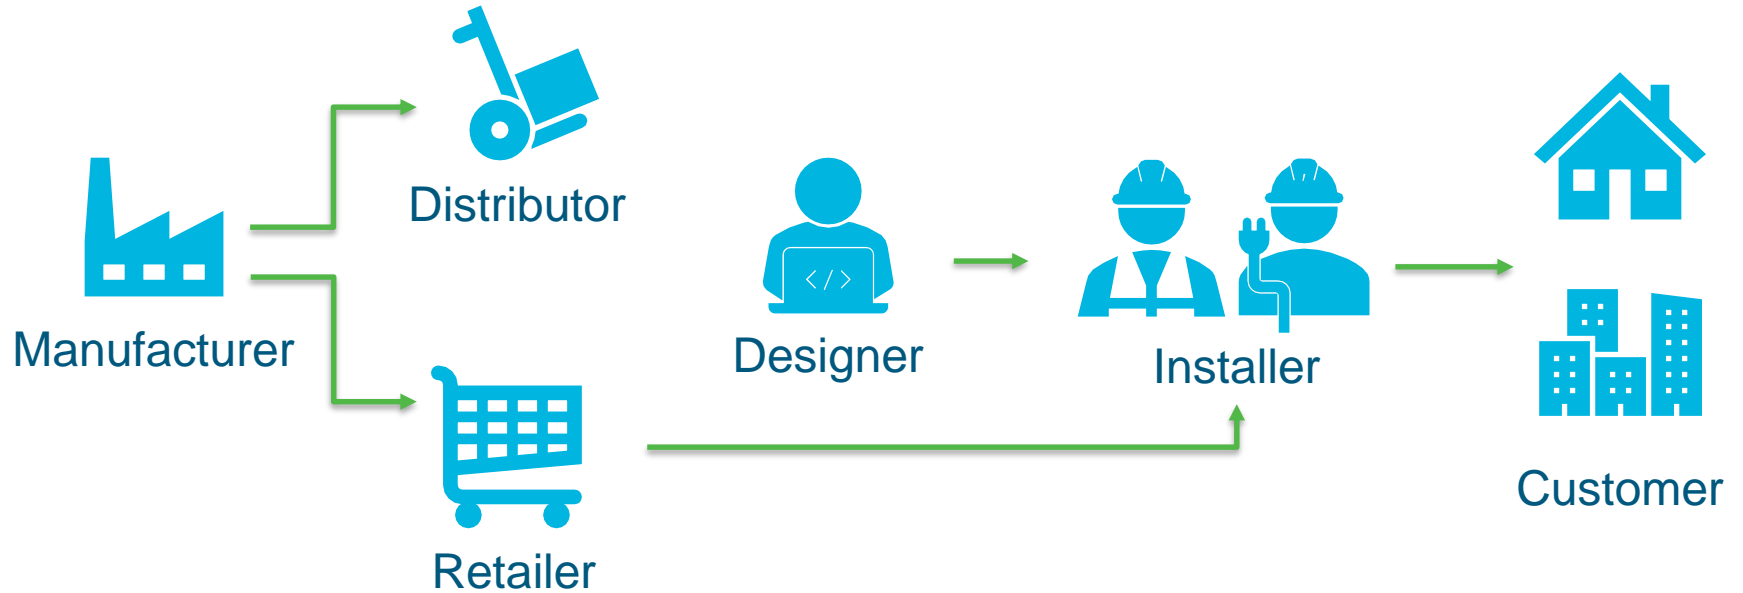 Distributor
Manufacturer
Designer
Installer
Customer
Retailer
</>